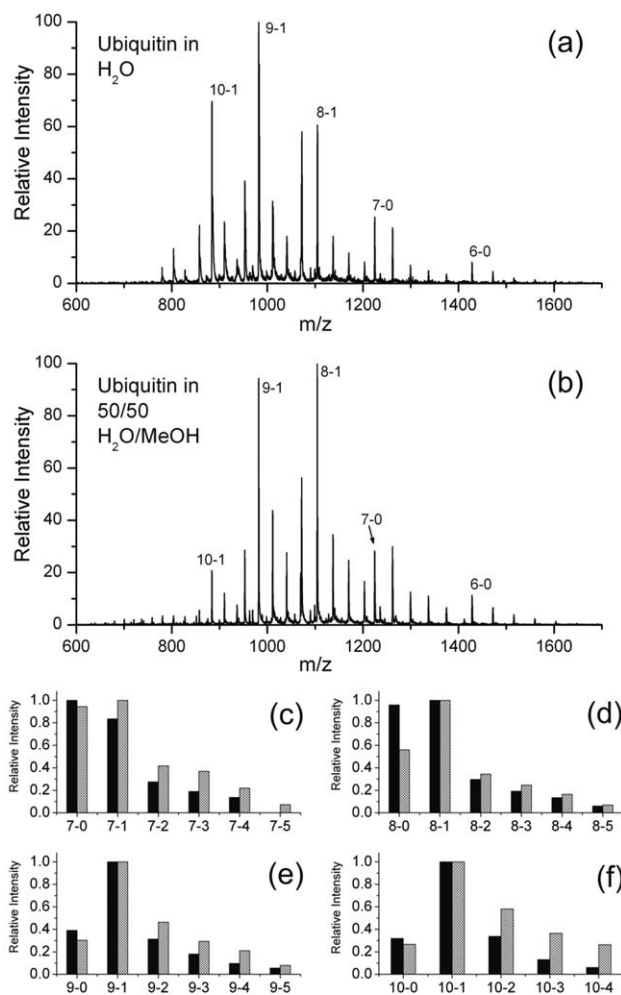 (a)
Ubiquitin in
H₂O
10-1
9-1
8-1
7-0
6-0
Relative Intensity
100
80
60
40
20
0
600 800 1000 1200 1400 1600
m/z
(b)
Ubiquitin in
50/50
H₂O/MeOH
10-1
9-1
8-1
7-0
6-0
Relative Intensity
100
80
60
40
20
0
600 800 1000 1200 1400 1600
m/z
(c)
Relative Intensity
1.0
0.8
0.6
0.4
0.2
0.0
7-0 7-1 7-2 7-3 7-4 7-5
(d)
Relative Intensity
1.0
0.8
0.6
0.4
0.2
0.0
8-0 8-1 8-2 8-3 8-4 8-5
(e)
Relative Intensity
1.0
0.8
0.6
0.4
0.2
0.0
9-0 9-1 9-2 9-3 9-4 9-5
(f)
Relative Intensity
1.0
0.8
0.6
0.4
0.2
0.0
10-0 10-1 10-2 10-3 10-4